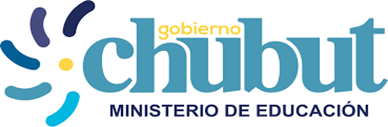 gobierno
chubut
MINISTERIO DE EDUCACIÓN